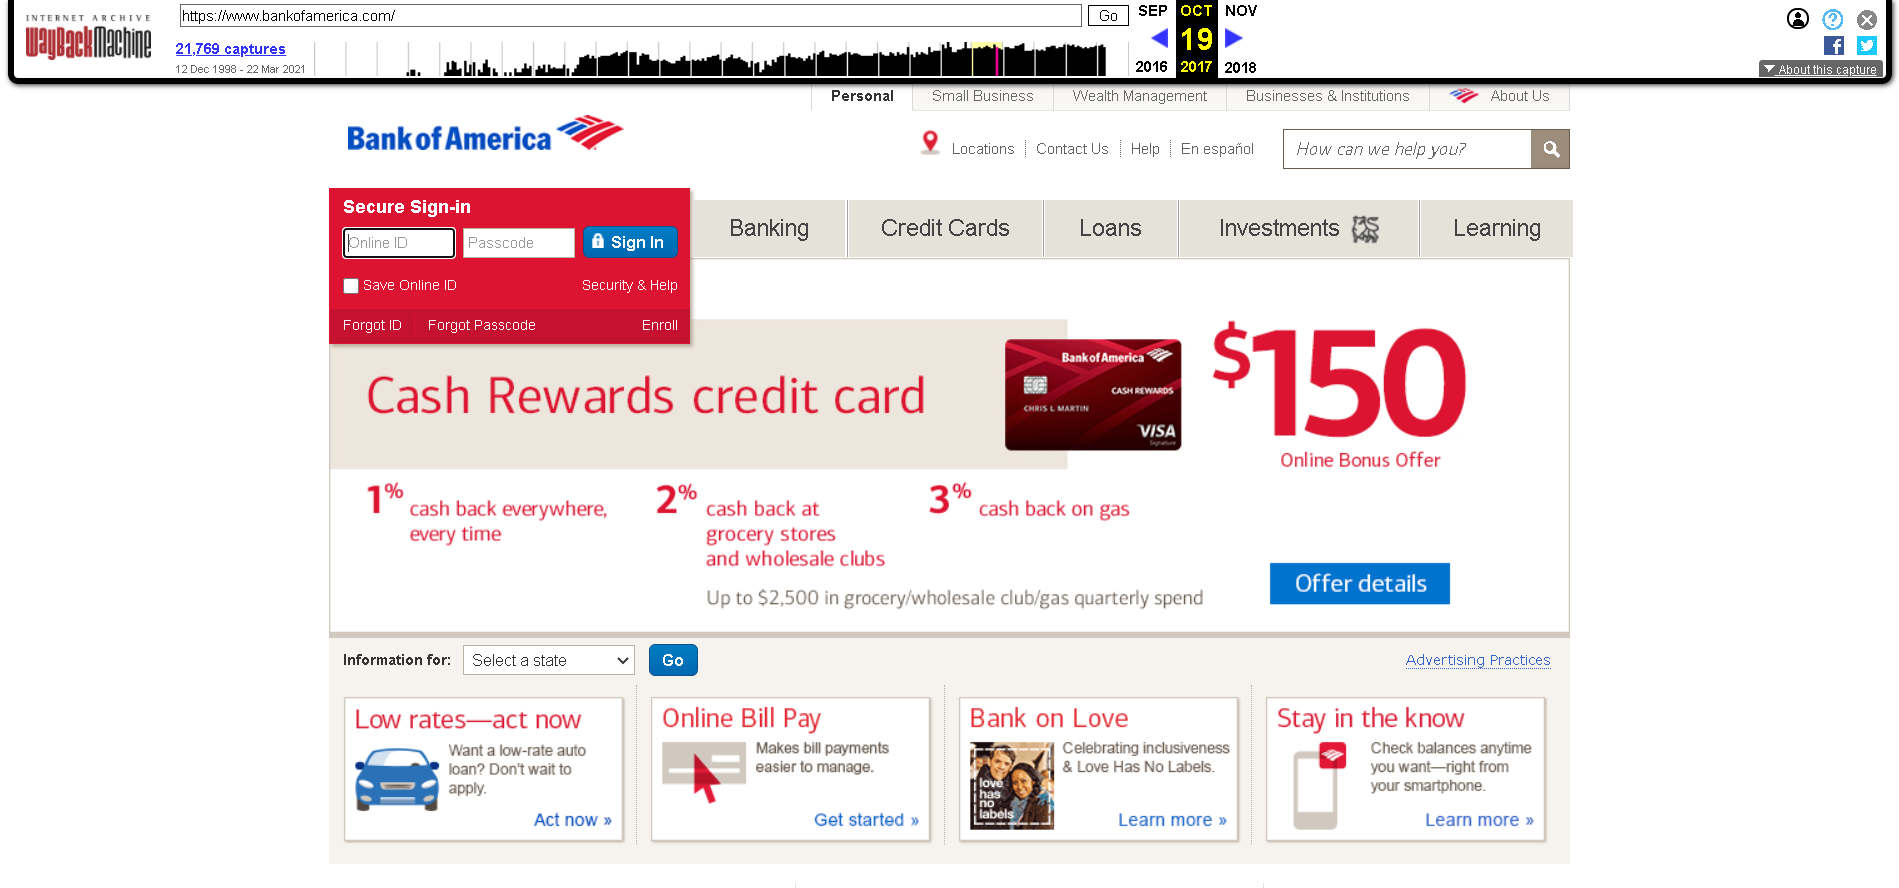 INTERNET ARCHIVE
WayBackMachine
https://www.bankofamerica.com/
Go
SEP
OCT
NOV
21,769 captures
19
12 Dec 1998 - 22 Mar 2021
2016
2017
2018
About this capture
Personal
Small Business
Wealth Management
Businesses & Institutions
About Us
Bank of America
Locations
Contact Us
Help
En español
How can we help you?
Secure Sign-in
Online ID
Passcode
Sign In
Save Online ID
Security & Help
Forgot ID
Forgot Passcode
Enroll
Banking
Credit Cards
Loans
Investments
Learning
Cash Rewards credit card
Bank of America
CASH REWARDS
CHRIS L MARTIN
VISA
Signature
$150
Online Bonus Offer
1% cash back everywhere,
every time
2% cash back at
grocery stores
and wholesale clubs
3% cash back on gas
Up to $2,500 in grocery/wholesale club/gas quarterly spend
Offer details
Information for:
Select a state
Go
Advertising Practices
Low rates—act now
Want a low-rate auto
loan? Don't wait to
apply.
Act now »
Online Bill Pay
Makes bill payments
easier to manage.
Get started »
Bank on Love
love
has
no
labels
Celebrating inclusiveness
& Love Has No Labels.
Learn more »
Stay in the know
Check balances anytime
you want—right from
your smartphone.
Learn more »